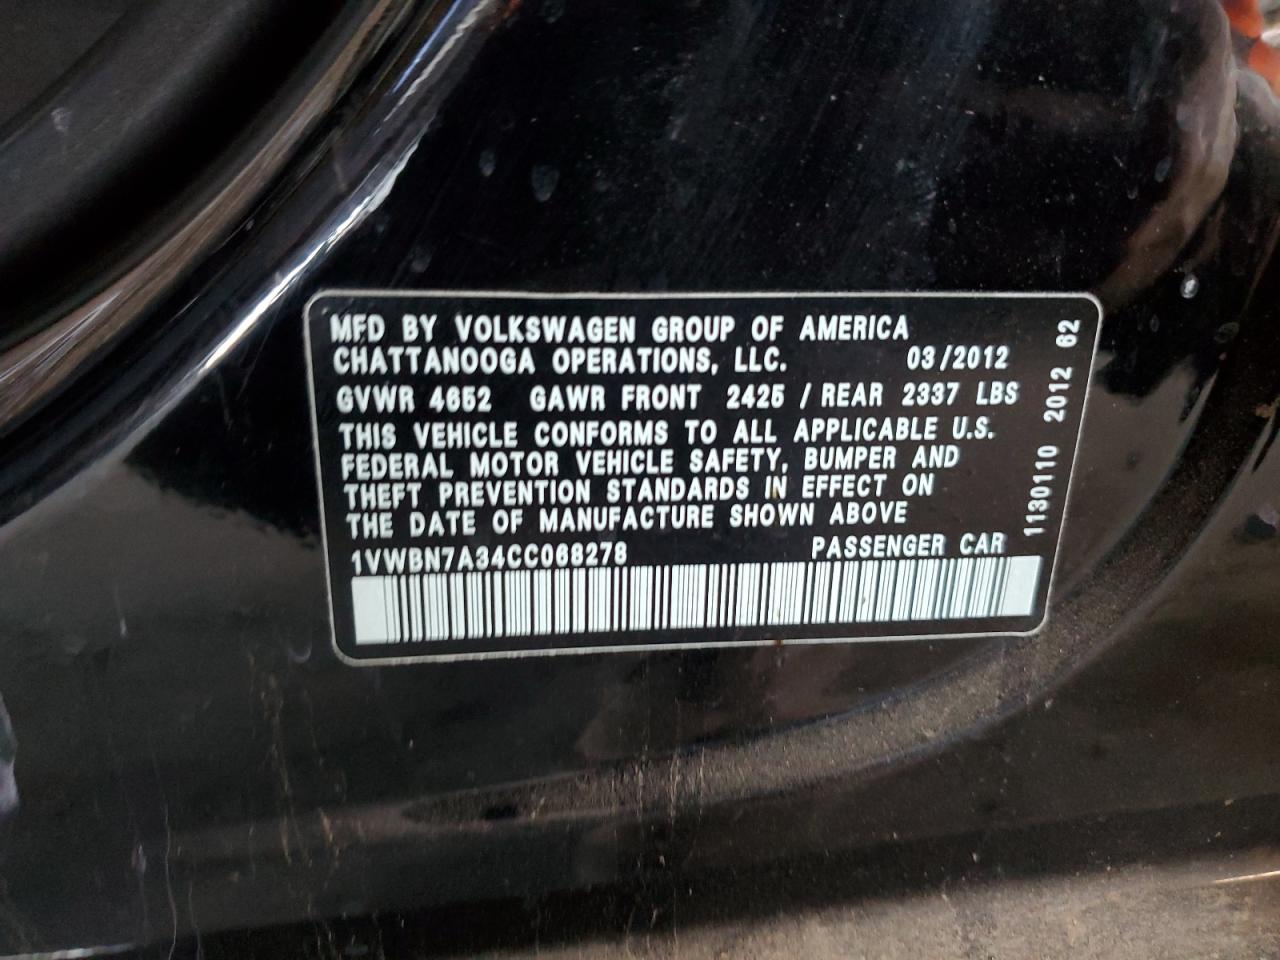 MFD BY VOLKSWAGEN GROUP OF AMERICA
CHATTANOOGA OPERATIONS, LLC. 03/2012
GVWR 4652 GAWR FRONT 2425 / REAR 2337 LBS
THIS VEHICLE CONFORMS TO ALL APPLICABLE U.S.
FEDERAL MOTOR VEHICLE SAFETY, BUMPER AND
THEFT PREVENTION STANDARDS IN EFFECT ON
THE DATE OF MANUFACTURE SHOWN ABOVE
1VWBN7A34CC068278 PASSENGER CAR
1130110 2012 62